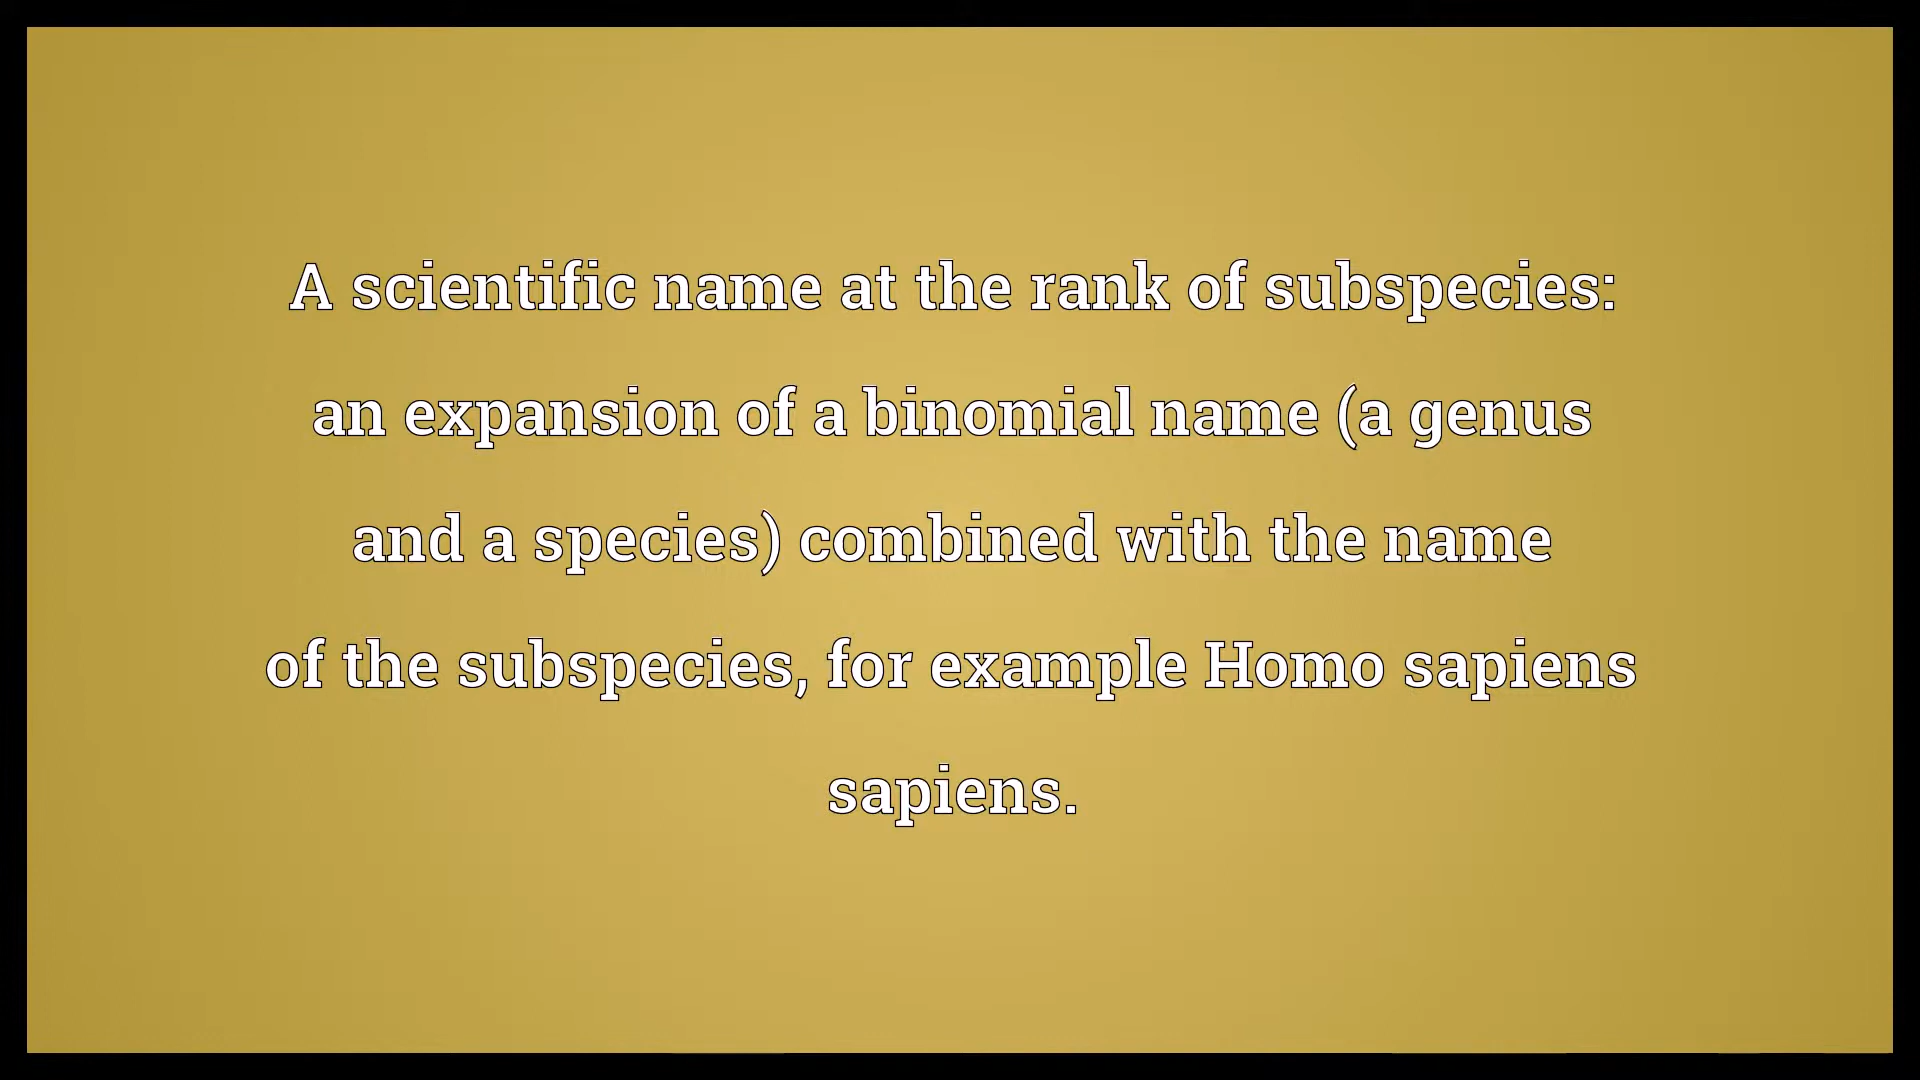 A scientific name at the rank of subspecies:
an expansion of a binomial name (a genus
and a species) combined with the name
of the subspecies, for example Homo sapiens
sapiens.